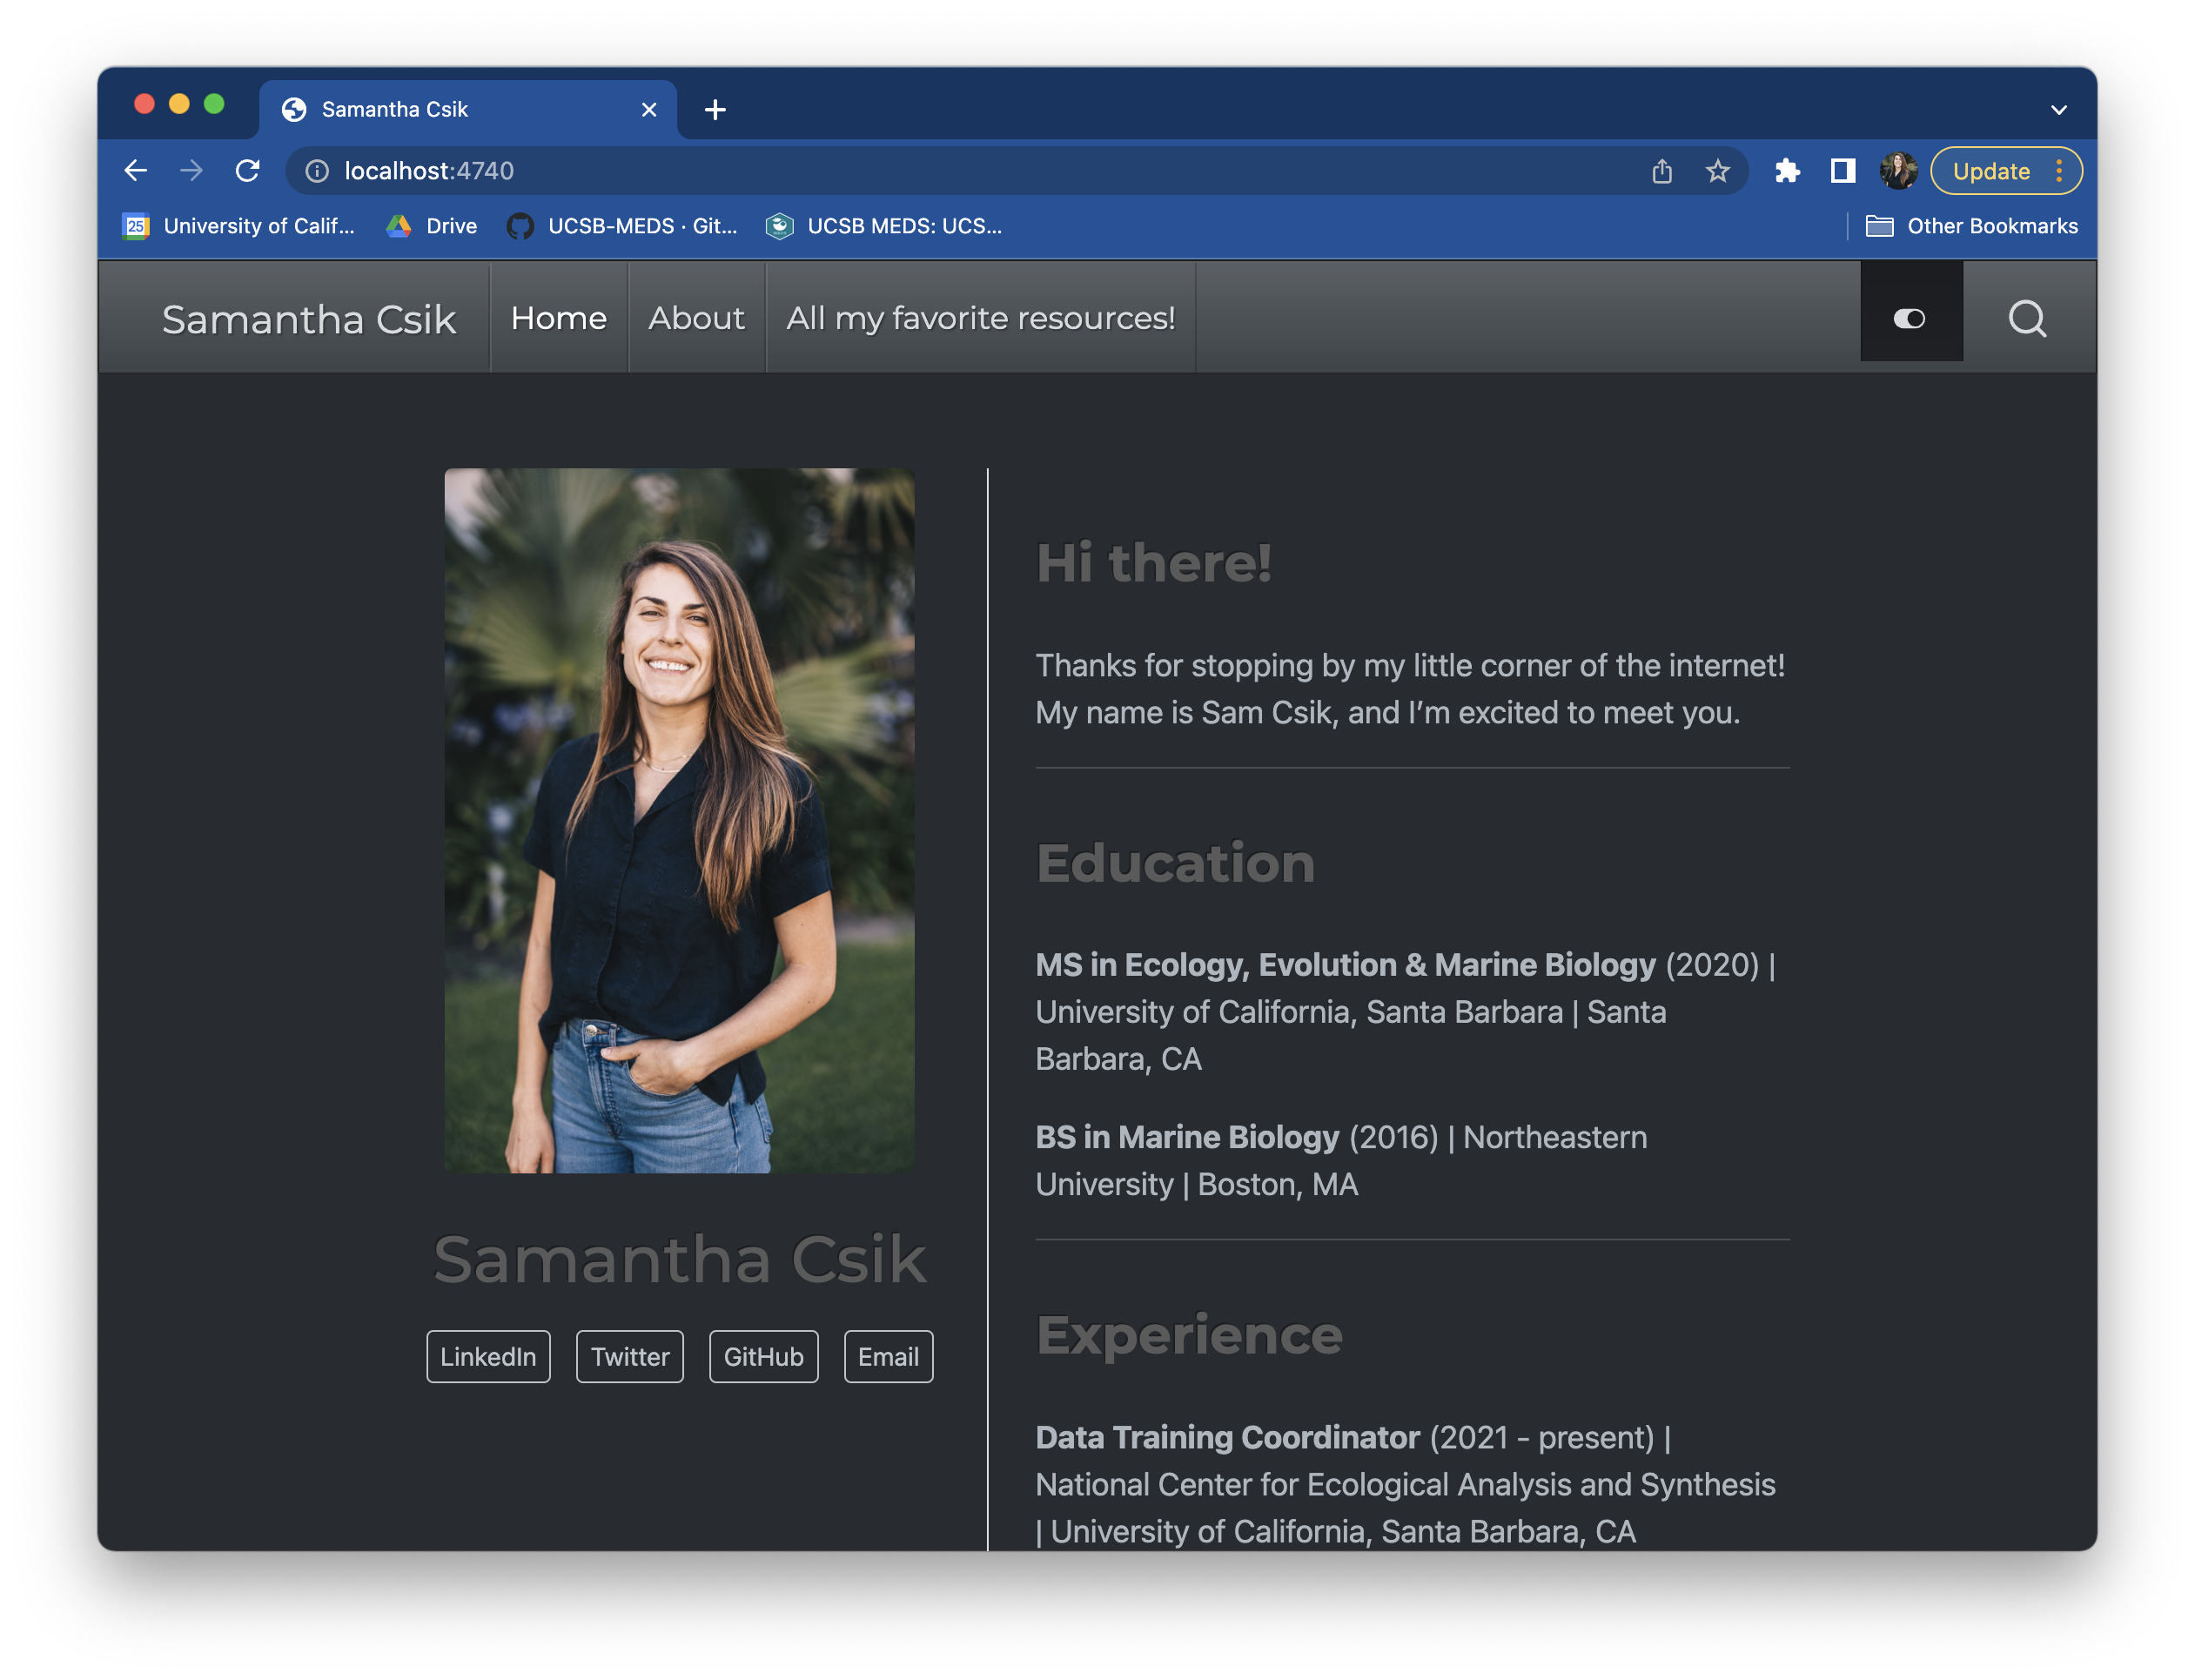 Samantha Csik
localhost:4740
Update
25 University of Calif... Drive UCSB-MEDS · Git... UCSB MEDS: UCS... Other Bookmarks
Samantha Csik Home About All my favorite resources!
Hi there!
Thanks for stopping by my little corner of the internet!
My name is Sam Csik, and I’m excited to meet you.
Education
MS in Ecology, Evolution & Marine Biology (2020) |
University of California, Santa Barbara | Santa
Barbara, CA
BS in Marine Biology (2016) | Northeastern
University | Boston, MA
Experience
Data Training Coordinator (2021 - present) |
National Center for Ecological Analysis and Synthesis
| University of California, Santa Barbara, CA
Samantha Csik
LinkedIn Twitter GitHub Email